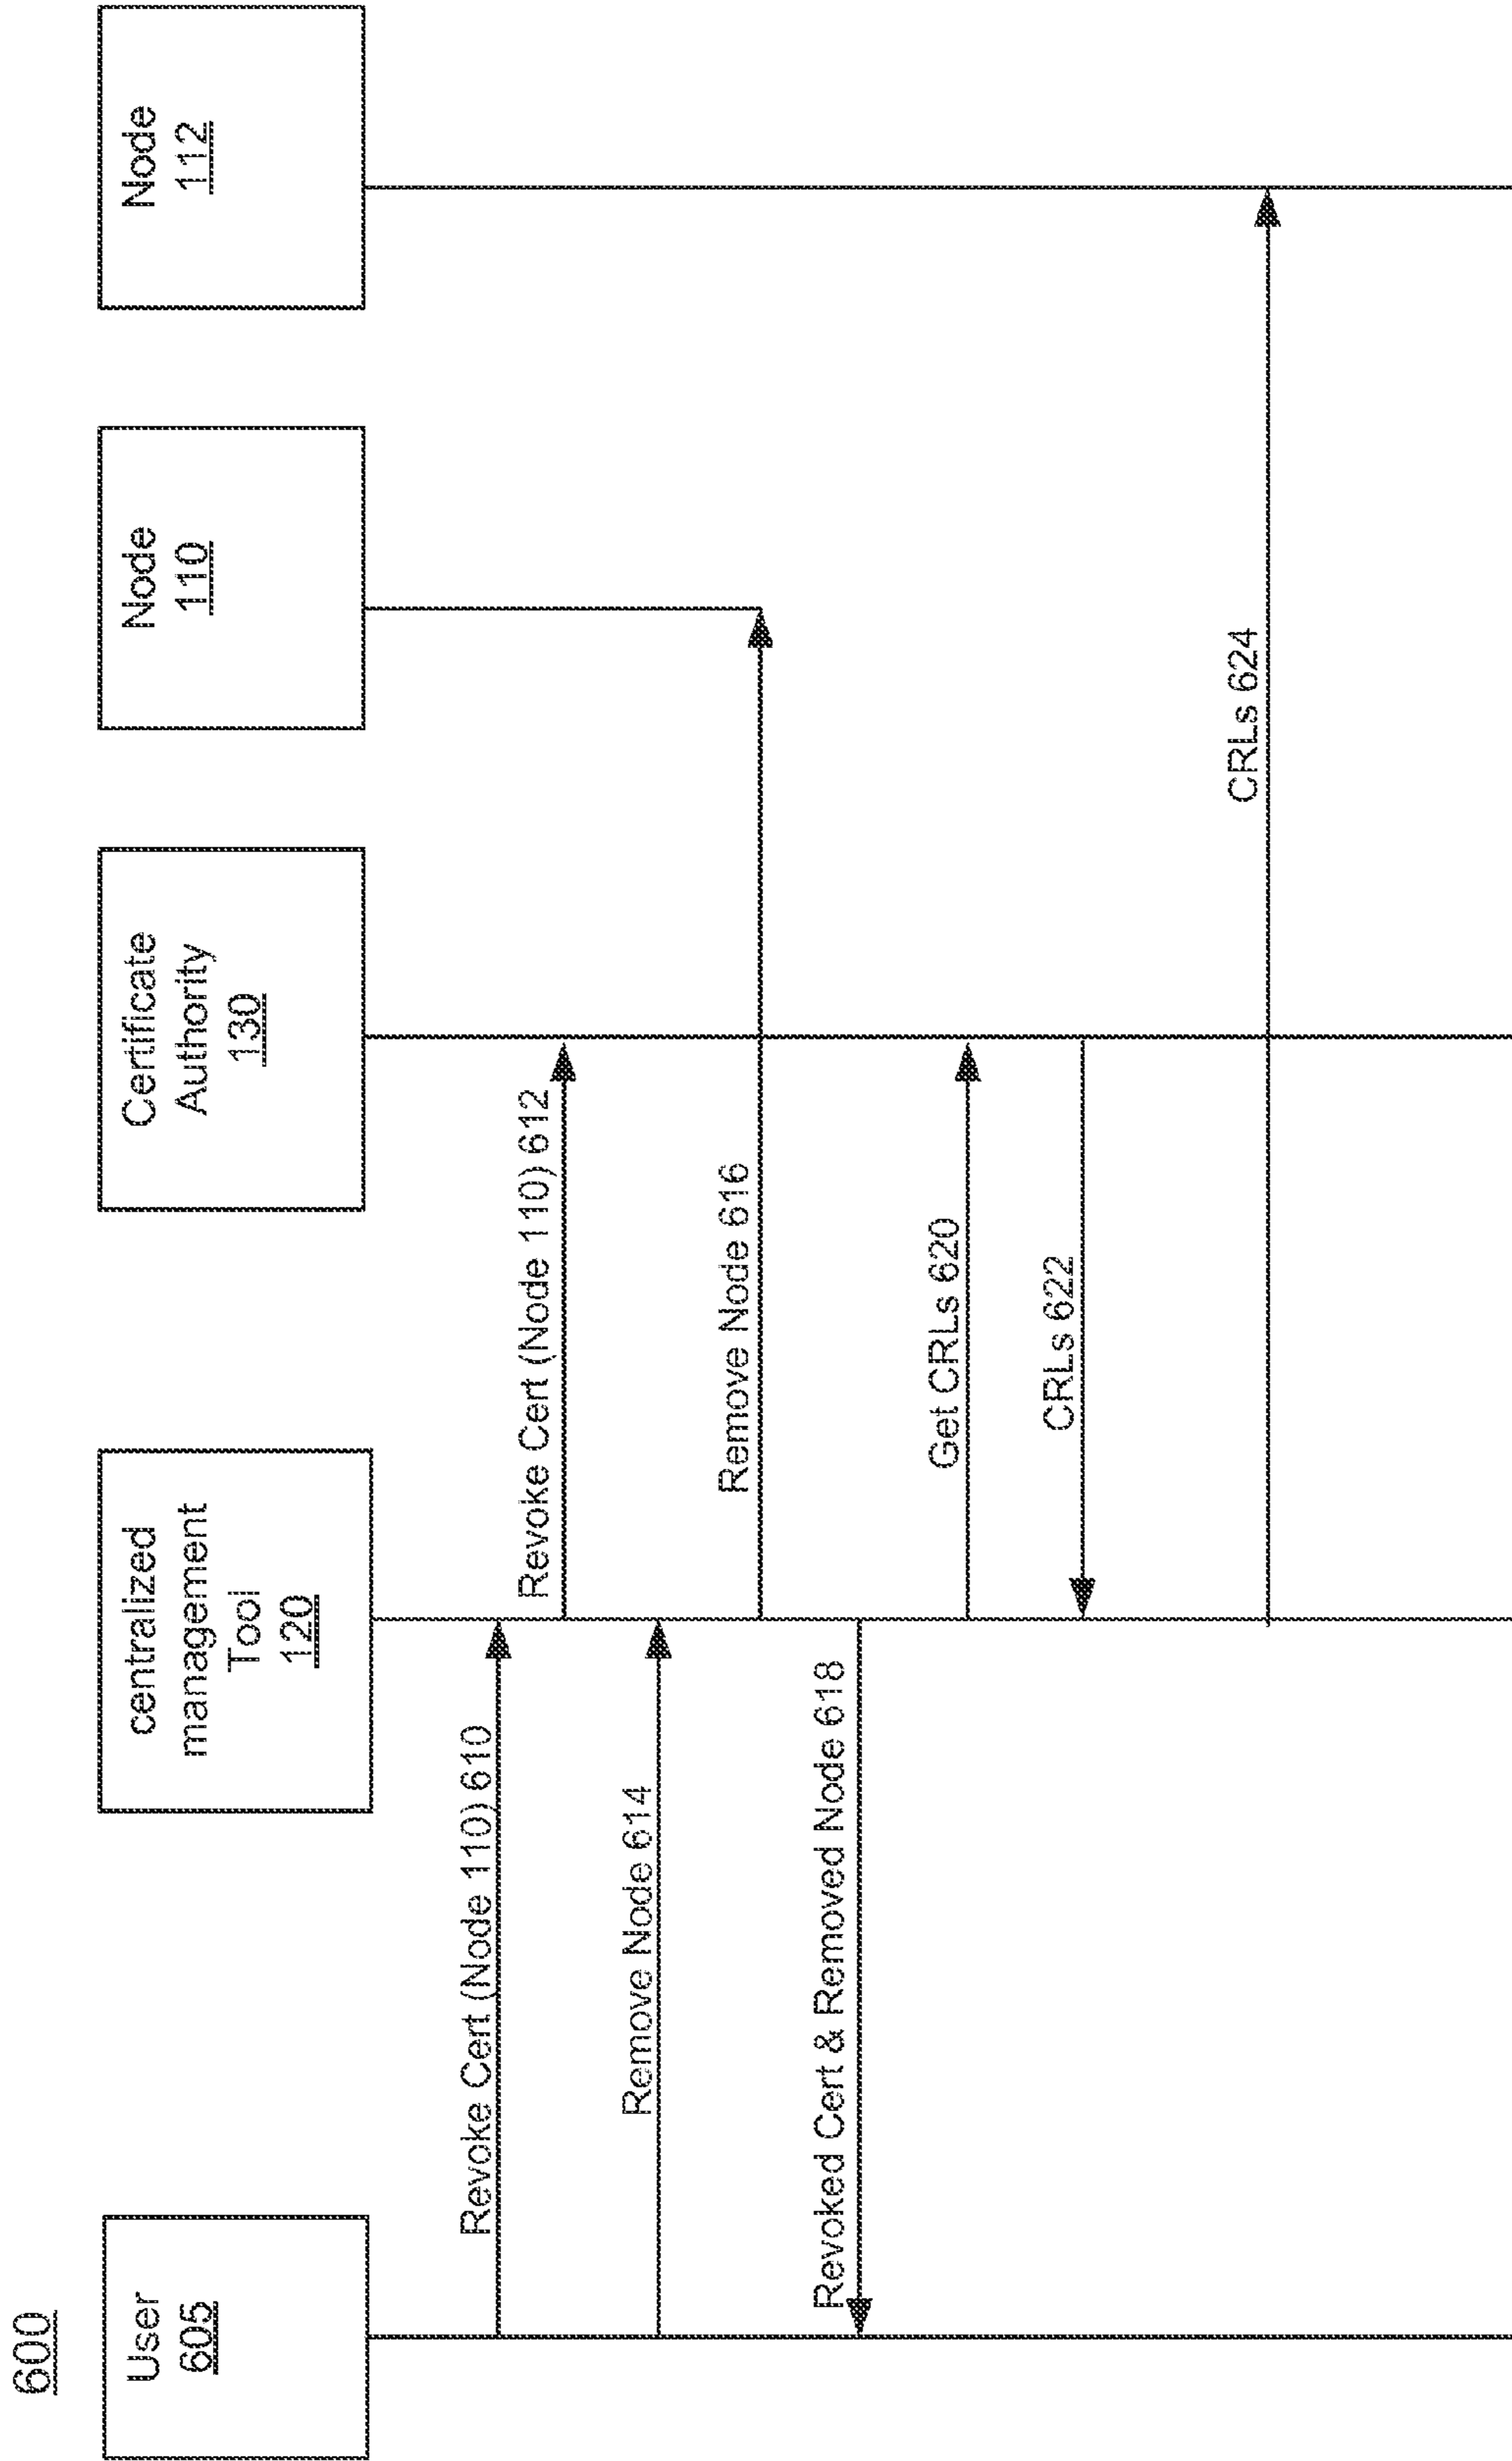 600
User
605
centralized
management
Tool
120
Certificate
Authority
130
Node
110
Node
112
Revoke Cert (Node 110) 610
Revoke Cert (Node 110) 612
Remove Node 614
Remove Node 616
Revoked Cert & Removed Node 618
Get CRLs 620
CRLs 622
CRLs 624